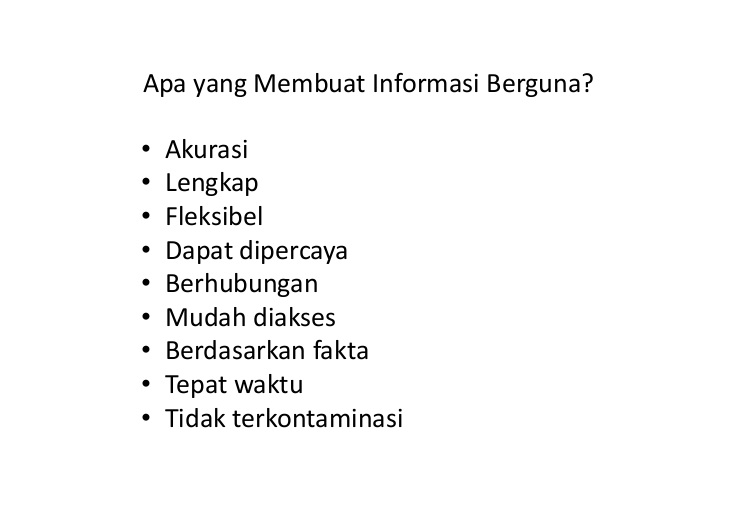 Apa yang Membuat Informasi Berguna?
• Akurasi
• Lengkap
• Fleksibel
• Dapat dipercaya
• Berhubungan
• Mudah diakses
• Berdasarkan fakta
• Tepat waktu
• Tidak terkontaminasi